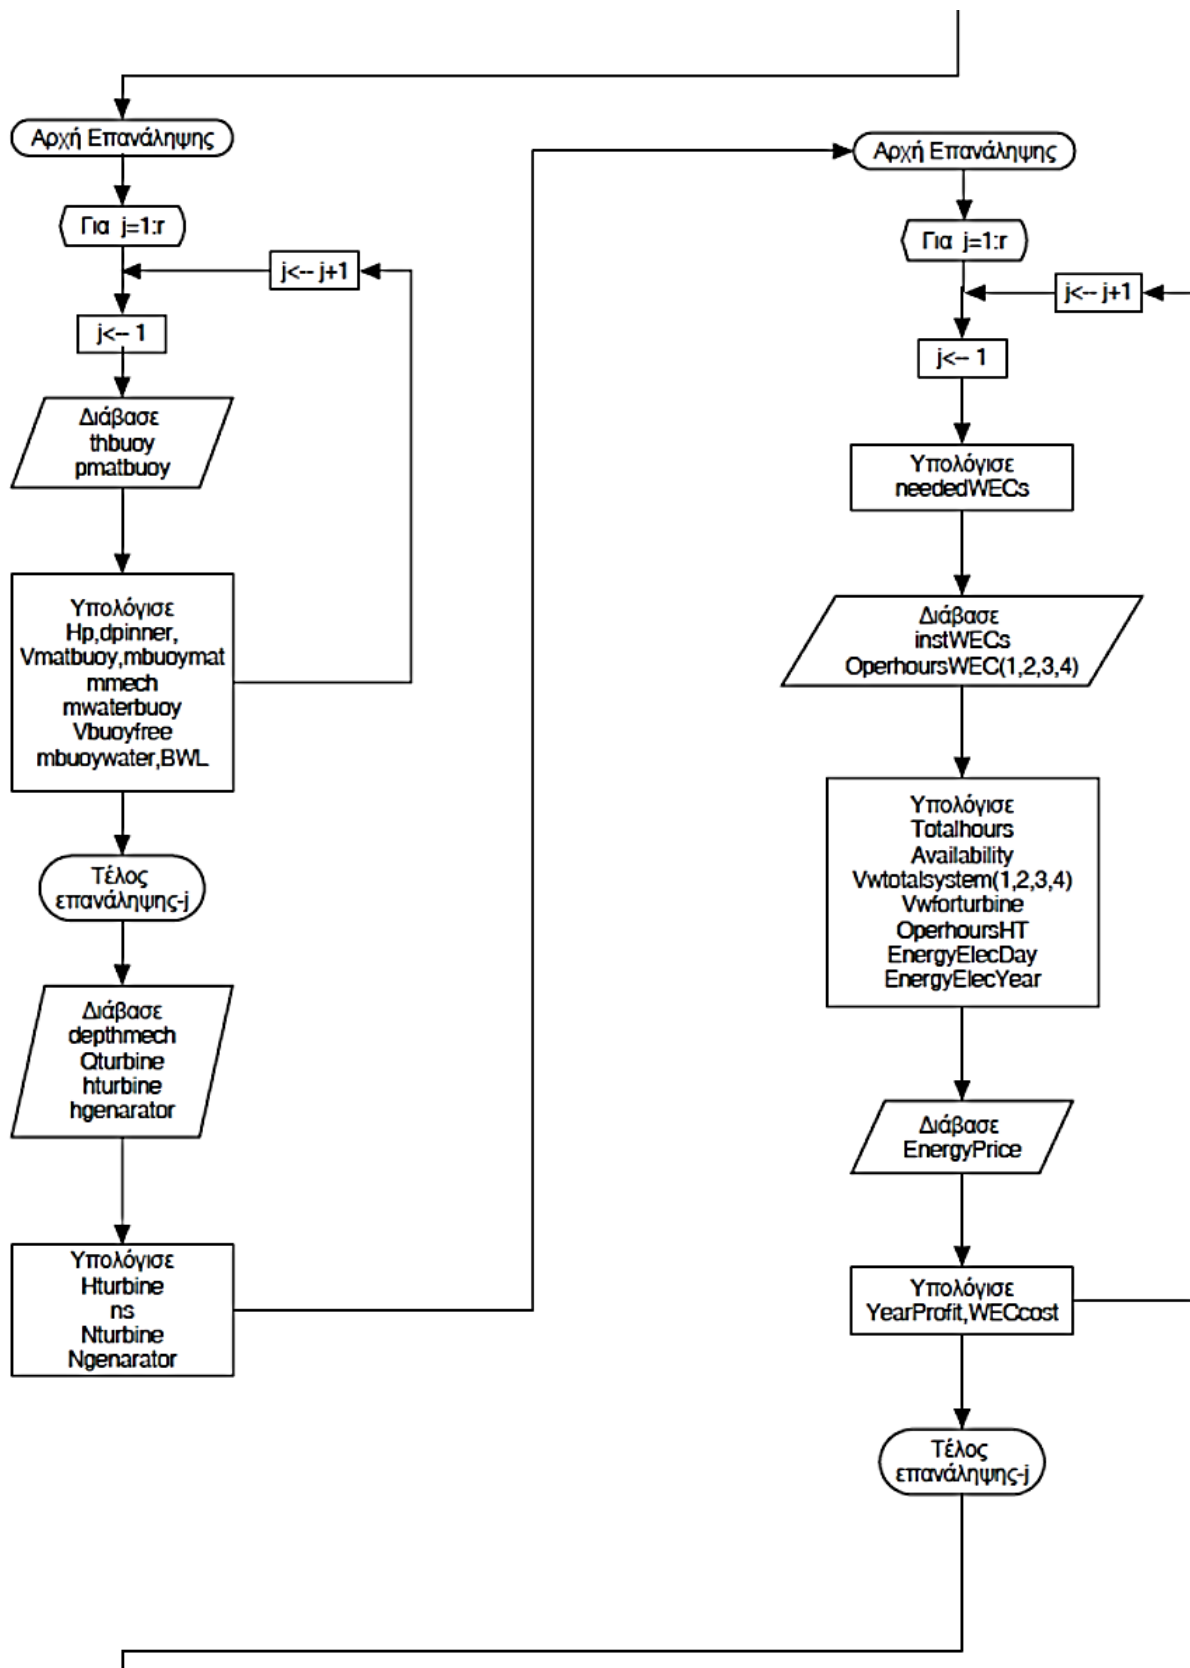 Αρχή Επανάληψης
Για j=1:r
j<-- j+1
j<-- 1
Διάβασε
thbuoy
pmatbuoy
Υπολόγισε
Hp,dpinner,
Vmatbuoy,mbuoymat
mmech
mwaterbuoy
Vbuoyfree
mbuoywater,BWL
Τέλος
επανάληψης-j
Διάβασε
depthmech
Qturbine
hturbine
hgenarator
Υπολόγισε
Hturbine
ns
Nturbine
Ngenarator
Αρχή Επανάληψης
Για j=1:r
j<-- j+1
j<-- 1
Υπολόγισε
neededWECs
Διάβασε
instWECs
OperhoursWEC(1,2,3,4)
Υπολόγισε
Totalhours
Availability
Vwtotalsystem(1,2,3,4)
Vwforturbine
OperhoursHT
EnergyElecDay
EnergyElecYear
Διάβασε
EnergyPrice
Υπολόγισε
YearProfit,WECcost
Τέλος
επανάληψης-j